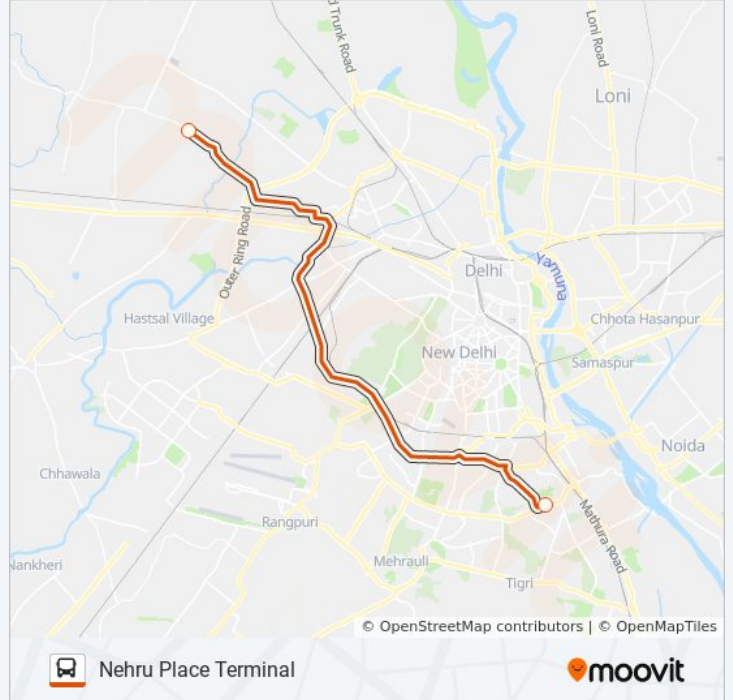 d Trunk Road
Loni Road
Loni
Outer Ring Road
Delhi
Yamuna
Hastsal Village
Chhota Hasanpur
New Delhi
Samaspur
Noida
Chhawala
Rangpuri
Mathura Road
Nankheri
Mehrauli
Tigri
© OpenStreetMap contributors | © OpenMapTiles
Nehru Place Terminal
moovit